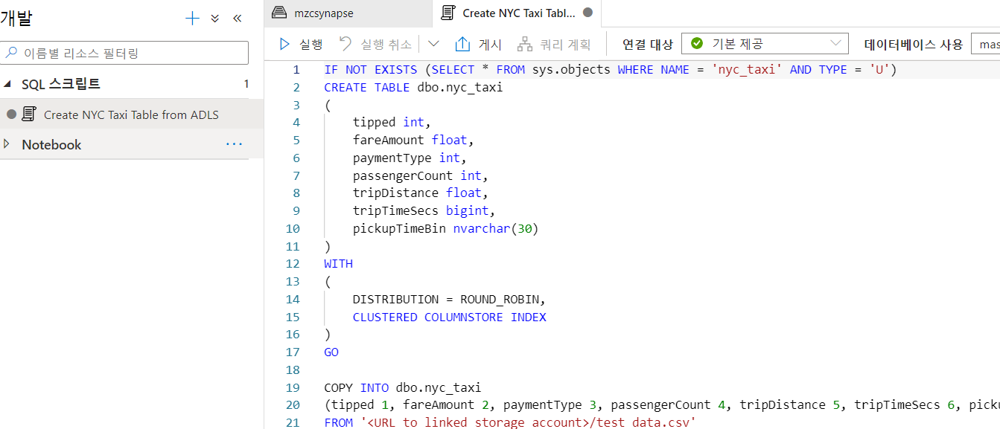 개발
mzcsynapse
Create NYC Taxi Tabl...
이름별 리소스 필터링
실행 실행 취소 게시 쿼리 계획 연결 대상 기본 제공 데이터베이스 사용 mas
SQL 스크립트 1
Create NYC Taxi Table from ADLS
Notebook ...
1 IF NOT EXISTS (SELECT * FROM sys.objects WHERE NAME = 'nyc_taxi' AND TYPE = 'U')
2 CREATE TABLE dbo.nyc_taxi
3 (
4 tipped int,
5 fareAmount float,
6 paymentType int,
7 passengerCount int,
8 tripDistance float,
9 tripTimeSecs bigint,
10 pickupTimeBin nvarchar(30)
11 )
12 WITH
13 (
14 DISTRIBUTION = ROUND_ROBIN,
15 CLUSTERED COLUMNSTORE INDEX
16 )
17 GO
18
19 COPY INTO dbo.nyc_taxi
20 (tipped 1, fareAmount 2, paymentType 3, passengerCount 4, tripDistance 5, tripTimeSecs 6, pick
21 FROM '<URL to linked storage account>/test_data.csv'